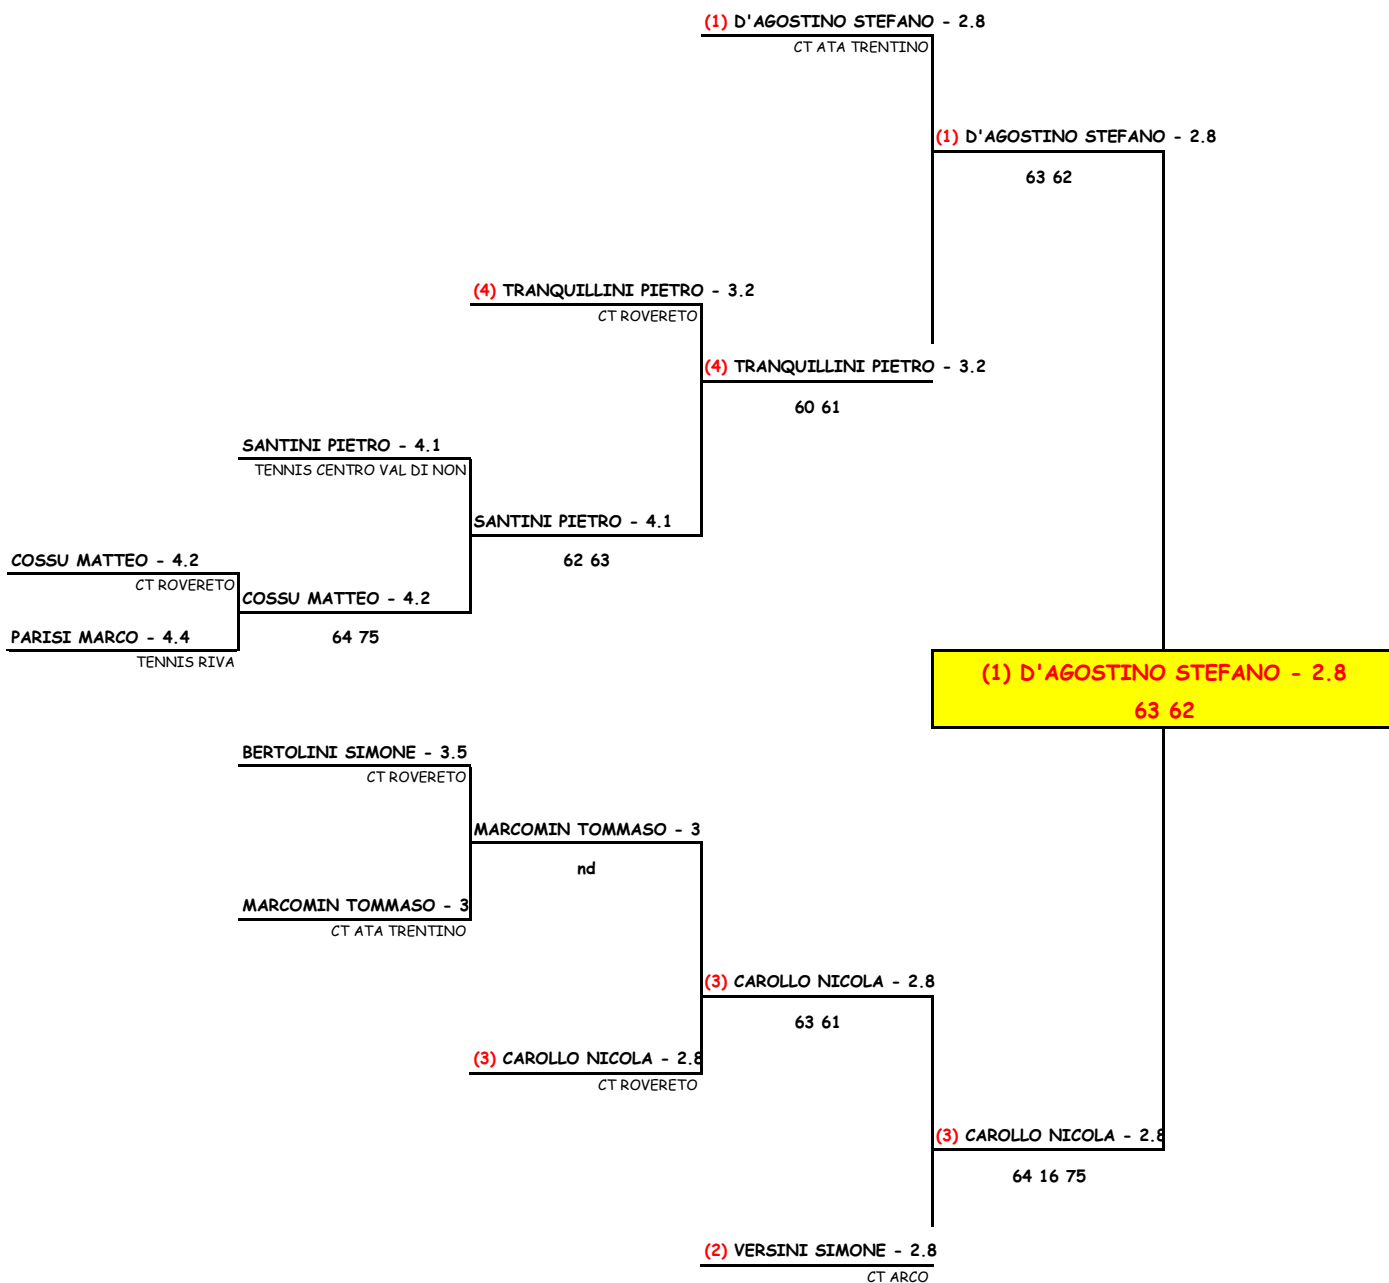 (1) D'AGOSTINO STEFANO - 2.8
CT ATA TRENTINO
(1) D'AGOSTINO STEFANO - 2.8
63 62
(4) TRANQUILLINI PIETRO - 3.2
CT ROVERETO
(4) TRANQUILLINI PIETRO - 3.2
60 61
SANTINI PIETRO - 4.1
TENNIS CENTRO VAL DI NON
SANTINI PIETRO - 4.1
62 63
COSSU MATTEO - 4.2
CT ROVERETO
COSSU MATTEO - 4.2
64 75
PARISI MARCO - 4.4
TENNIS RIVA
(1) D'AGOSTINO STEFANO - 2.8
63 62
BERTOLINI SIMONE - 3.5
CT ROVERETO
MARCOMIN TOMMASO - 3
nd
MARCOMIN TOMMASO - 3
CT ATA TRENTINO
(3) CAROLLO NICOLA - 2.8
63 61
(3) CAROLLO NICOLA - 2.8
CT ROVERETO
(3) CAROLLO NICOLA - 2.8
64 16 75
(2) VERSINI SIMONE - 2.8
CT ARCO